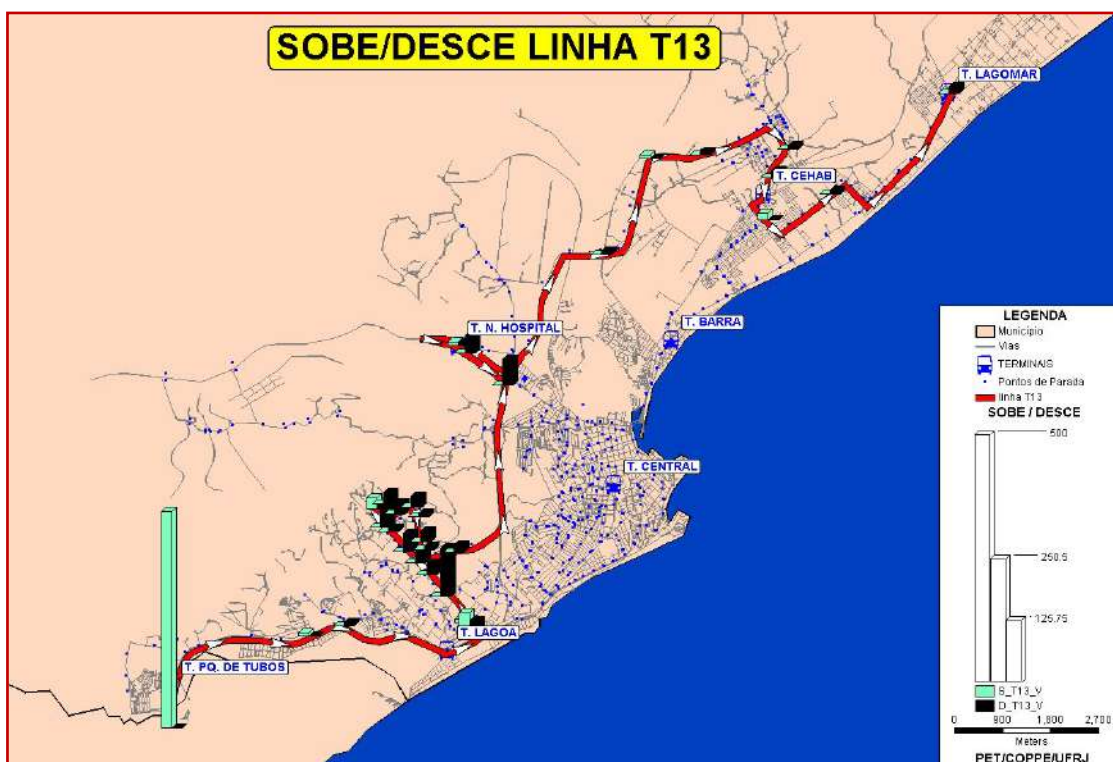 SOBE/DESCE LINHA T13
T. LAGOMAR
T. CEHAB
T. BARRA
T. N. HOSPITAL
T. CENTRAL
T. LAGOA
T. PQ. DE TUBOS
LEGENDA
Município
Vias
TERMINAIS
Pontos de Parada
linha T13
SOBE / DESCE
500
250.5
125.75
S_T13_V
D_T13_V
0 900 1,800 2,700
Meters
PET/COPPE/UFRJ